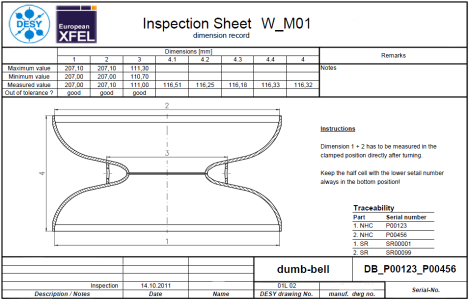 DESY
European
XFEL
Inspection Sheet W_M01
dimension record
Dimensions [mm]
Remarks
1 2 3 4.1 4.2 4.3 4.4 4
Maximum value 207,10 207,10 111,30
Notes
Minimum value 207,00 207,00 110,70
Measured value 207,00 207,10 111,00 116,51 116,25 116,18 116,33 116,32
Out of tolerance ? good good good
2
3
4
1
Instructions
Dimension 1 + 2 has to be measured in the
clamped position directly after turning.
Keep the half cell with the lower setail number
always in the bottom position!
Traceability
Part Serial number
1. NHC P00123
2. NHC P00456
1. SR SR00001
2. SR SR00099
dumb-bell DB_P00123_P00456
Inspection 14.10.2011 01L 02
Description / Notes Date Name DESY drawing No. manuf. dwg no. Serial-No.